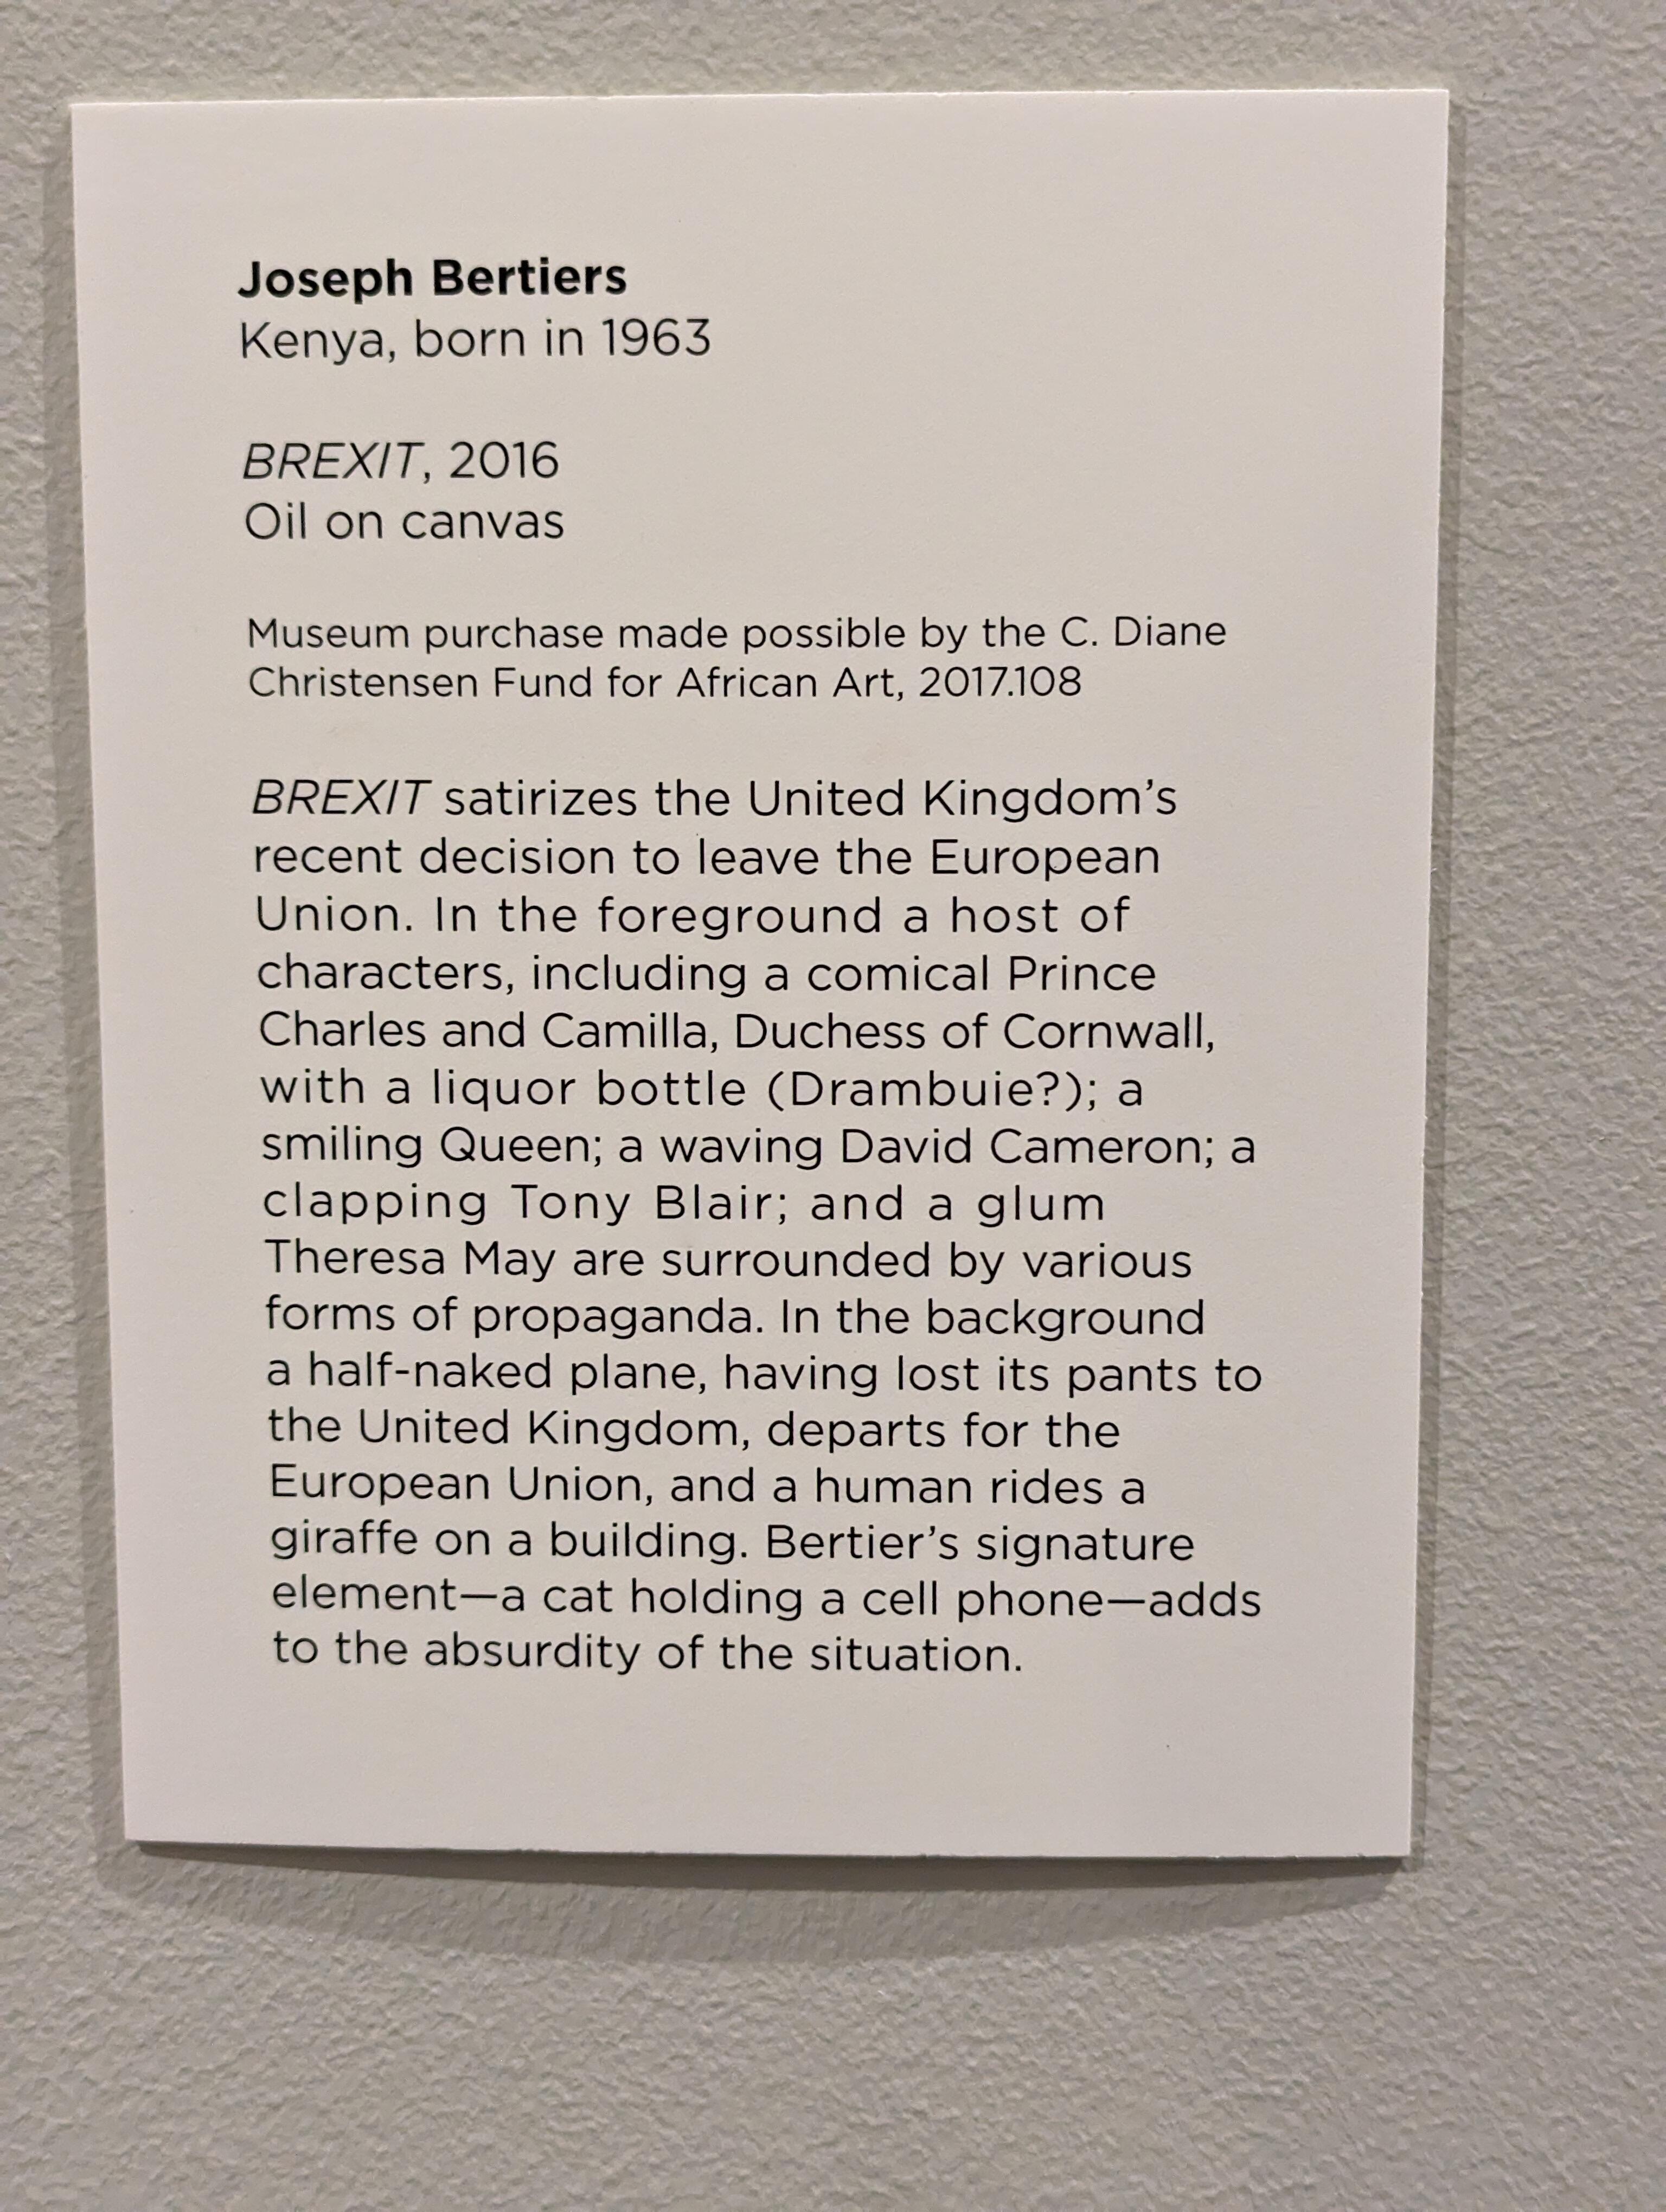 Joseph Bertiers
Kenya, born in 1963
BREXIT, 2016
Oil on canvas
Museum purchase made possible by the C. Diane
Christensen Fund for African Art, 2017.108
BREXIT satirizes the United Kingdom’s
recent decision to leave the European
Union. In the foreground a host of
characters, including a comical Prince
Charles and Camilla, Duchess of Cornwall,
with a liquor bottle (Drambuie?); a
smiling Queen; a waving David Cameron; a
clapping Tony Blair; and a glum
Theresa May are surrounded by various
forms of propaganda. In the background
a half-naked plane, having lost its pants to
the United Kingdom, departs for the
European Union, and a human rides a
giraffe on a building. Bertier’s signature
element—a cat holding a cell phone—adds
to the absurdity of the situation.